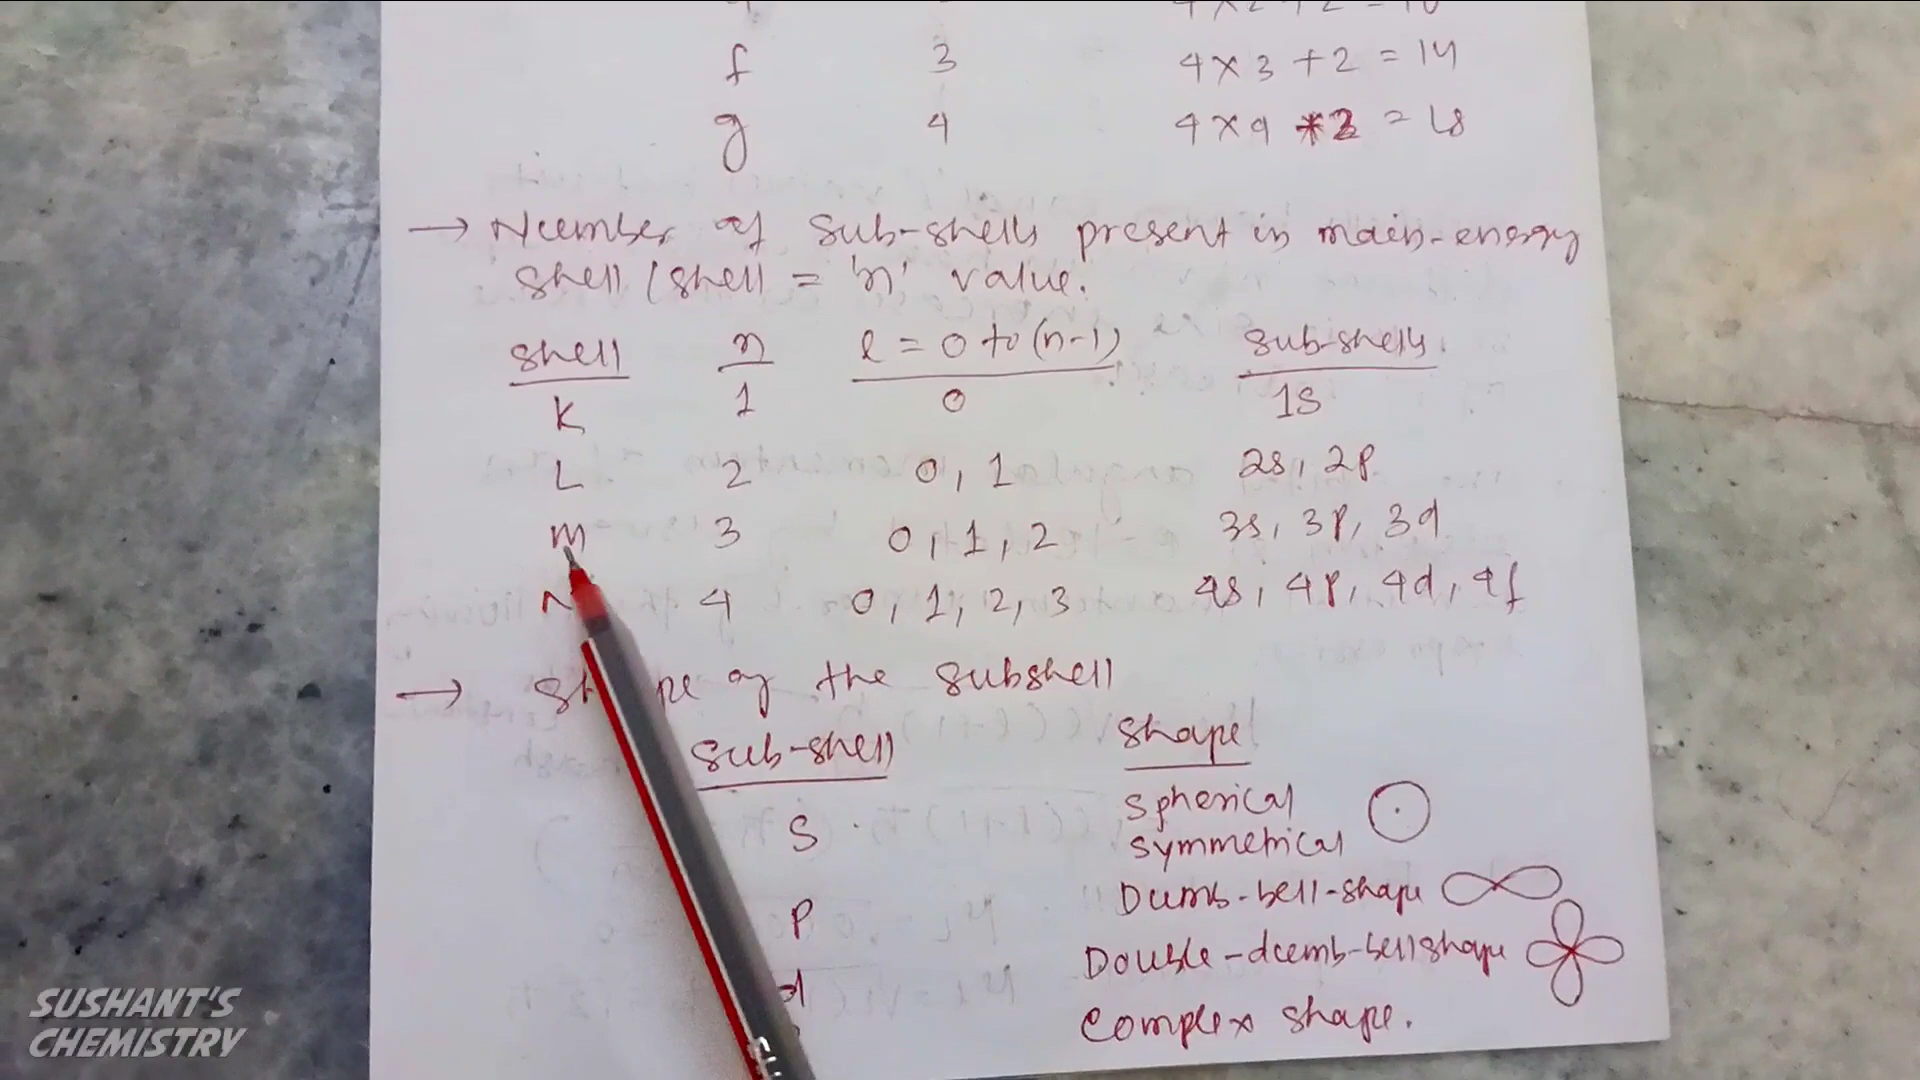 f 3 4 x 3 + 2 = 14
g 4 4 x 4 + 2 = 18
→ Number of sub-shells present in main-energy
shell (shell = 'n' value.
shell n l = 0 to (n-1) sub-shells
K 1 0 1s
L 2 0, 1 2s, 2p
M 3 0, 1, 2 3s, 3p, 3d
N 4 0, 1, 2, 3 4s, 4p, 4d, 4f
→ of the subshell
Sub-shell Shape
S Spherical
symmetrical
p Dumb-bell-shape
d Double-dumb-bell shape
Complex shape.
SUSHANT'S
CHEMISTRY